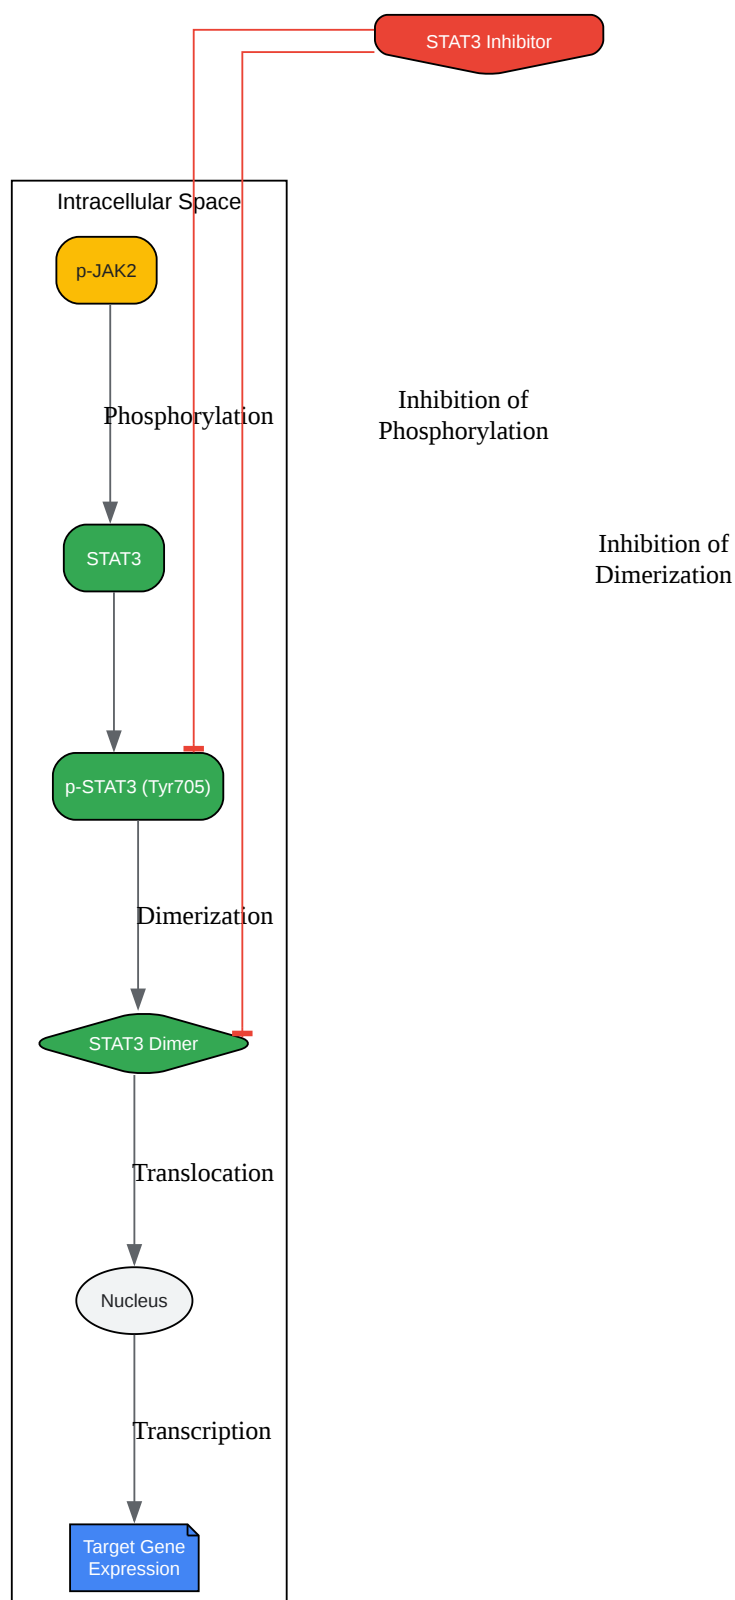 STAT3 Inhibitor
Intracellular Space
p-JAK2
Phosphorylation
Inhibition of
Phosphorylation
STAT3
Inhibition of
Dimerization
p-STAT3 (Tyr705)
Dimerization
STAT3 Dimer
Translocation
Nucleus
Transcription
Target Gene
Expression